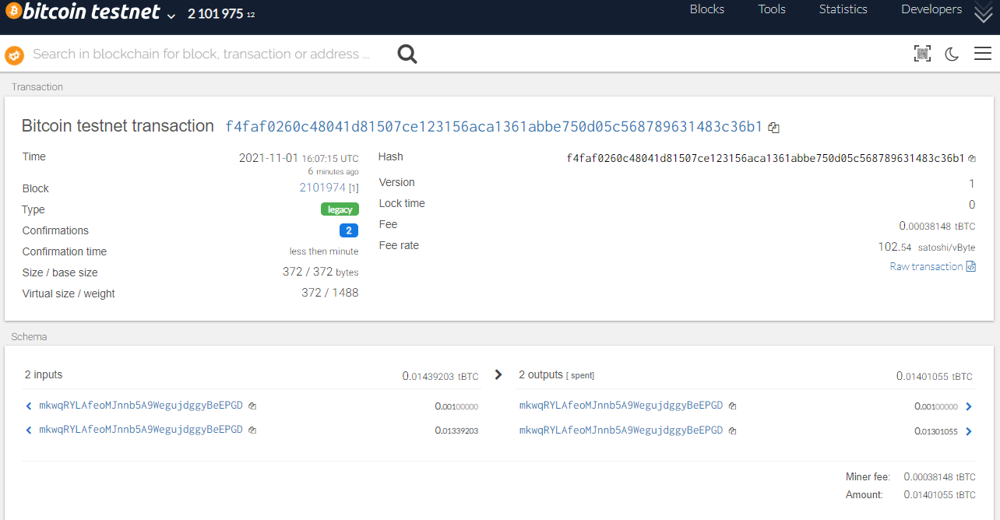 bitcoin testnet 2 101 975 12 Blocks Tools Statistics Developers
Search in blockchain for block, transaction or address ...
Transaction
Bitcoin testnet transaction f4faf0260c48041d81507ce123156aca1361abbe750d05c568789631483c36b1
Time 2021-11-01 16:07:15 UTC
6 minutes ago
Block 2101974 [1]
Type legacy
Confirmations 2
Confirmation time less then minute
Size / base size 372 / 372 bytes
Virtual size / weight 372 / 1488
Hash f4faf0260c48041d81507ce123156aca1361abbe750d05c568789631483c36b1
Version 1
Lock time 0
Fee 0.00038148 tBTC
Fee rate 102.54 satoshi/vByte
Raw transaction
Schema
2 inputs 0.01439203 tBTC 2 outputs [ spent] 0.01401055 tBTC
mkwqRYLAfeoMJnnb5A9WegujdggyBeEPGD 0.00100000 mkwqRYLAfeoMJnnb5A9WegujdggyBeEPGD 0.00100000
mkwqRYLAfeoMJnnb5A9WegujdggyBeEPGD 0.01339203 mkwqRYLAfeoMJnnb5A9WegujdggyBeEPGD 0.01301055
Miner fee: 0.00038148 tBTC
Amount: 0.01401055 tBTC